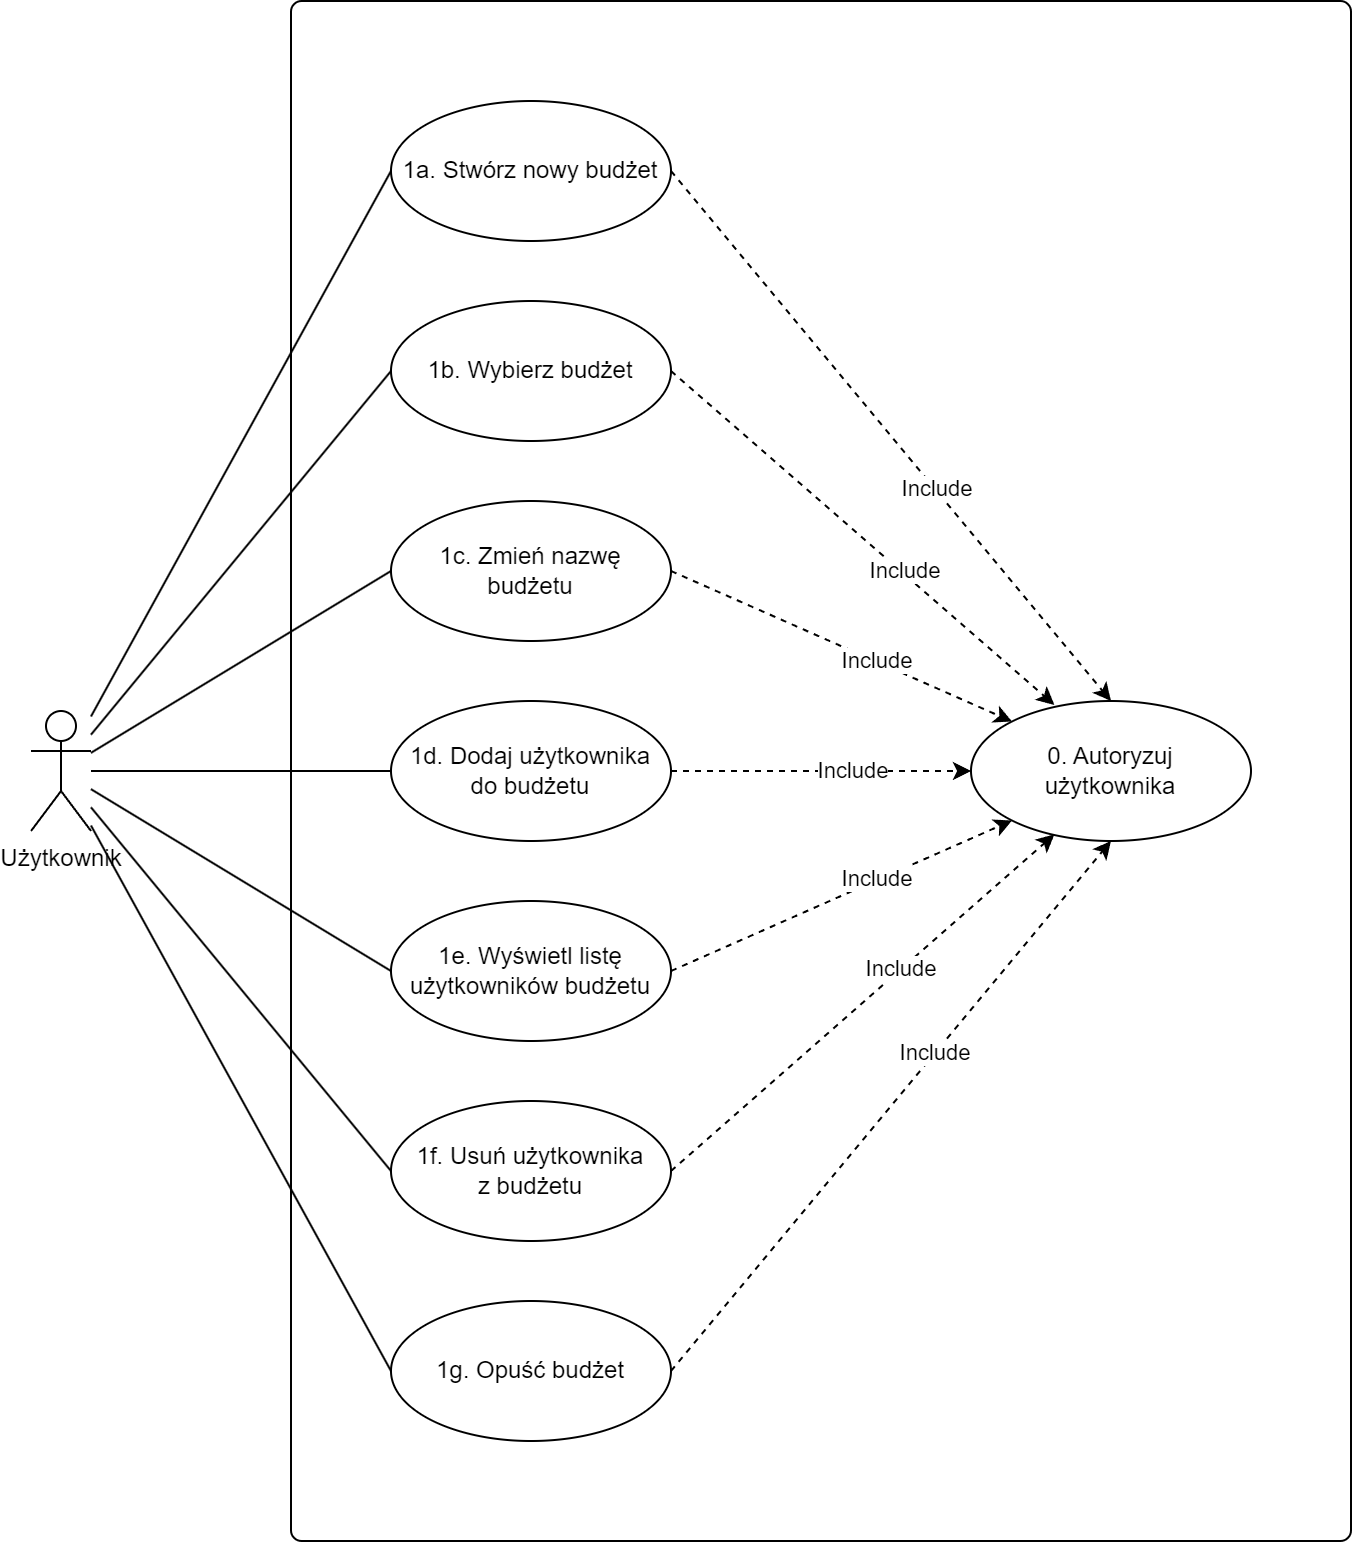 1a. Stwórz nowy budżet
Include
1b. Wybierz budżet
Include
1c. Zmień nazwę
budżetu
Include
Użytkownik
1d. Dodaj użytkownika
do budżetu
Include
0. Autoryzuj
użytkownika
1e. Wyświetl listę
użytkowników budżetu
Include
1f. Usuń użytkownika
z budżetu
Include
1g. Opuść budżet
Include